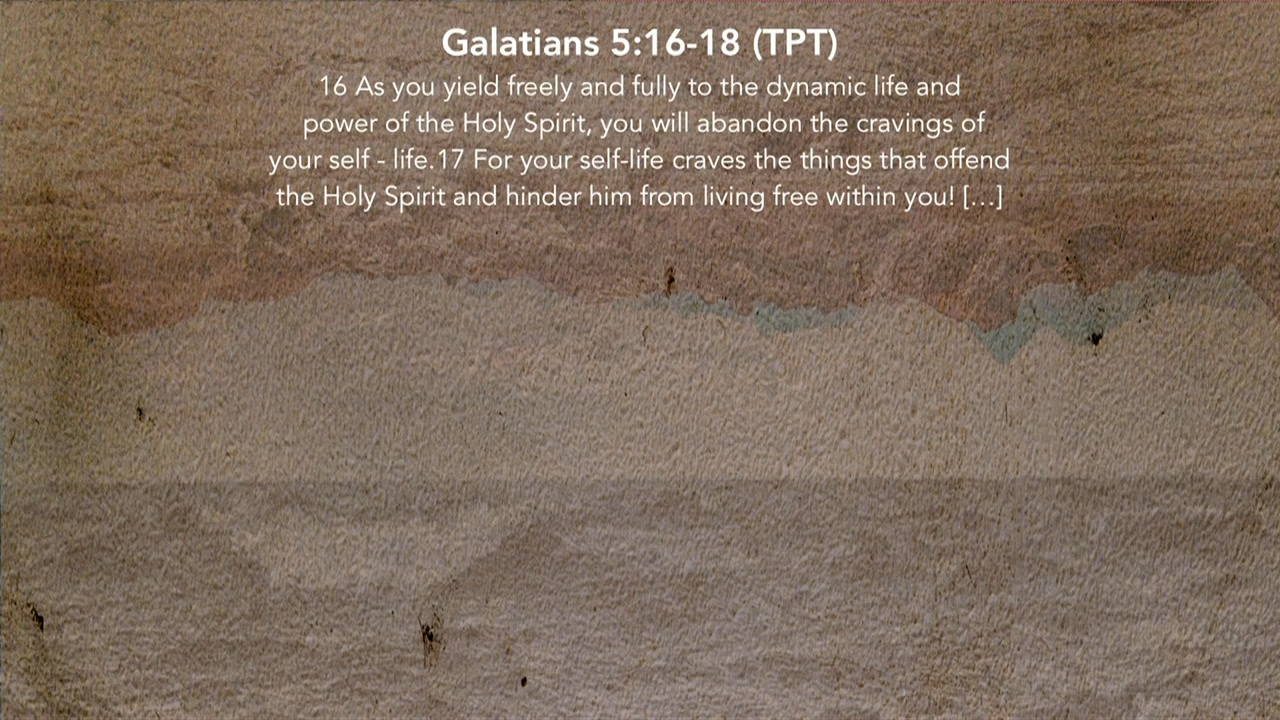 Galatians 5:16-18 (TPT)
16 As you yield freely and fully to the dynamic life and
power of the Holy Spirit, you will abandon the cravings of
your self - life.17 For your self-life craves the things that offend
the Holy Spirit and hinder him from living free within you! [...]